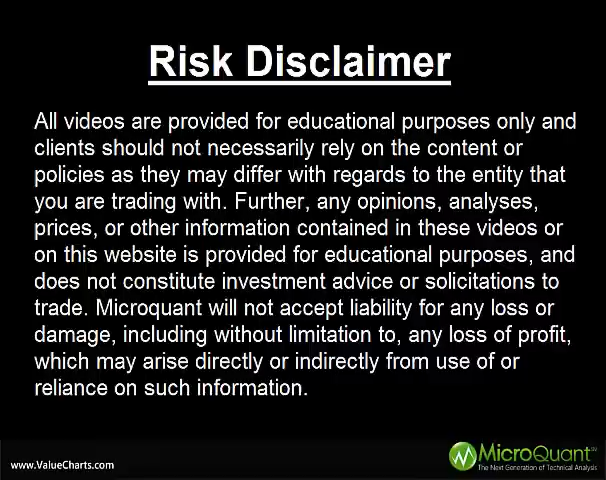 Risk Disclaimer
All videos are provided for educational purposes only and
clients should not necessarily rely on the content or
policies as they may differ with regards to the entity that
you are trading with. Further, any opinions, analyses,
prices, or other information contained in these videos or
on this website is provided for educational purposes, and
does not constitute investment advice or solicitations to
trade. Microquant will not accept liability for any loss or
damage, including without limitation to, any loss of profit,
which may arise directly or indirectly from use of or
reliance on such information.
www.ValueCharts.com
MicroQuant℠
The Next Generation of Technical Analysis